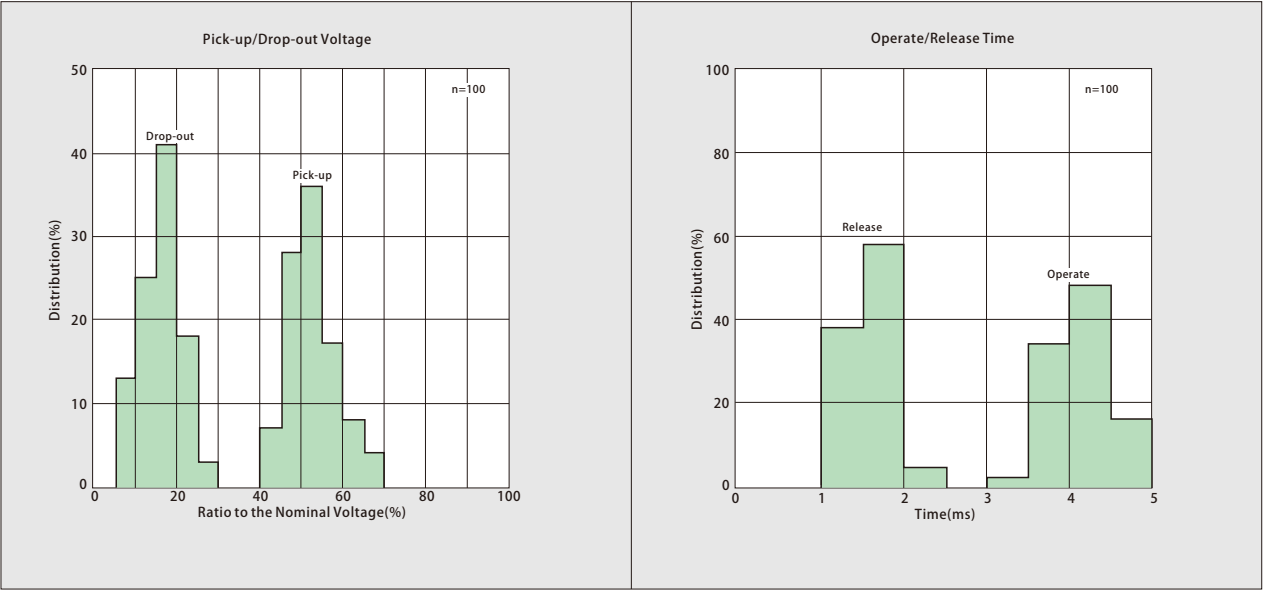 Pick-up/Drop-out Voltage
50
n=100
Drop-out
40
Pick-up
30
20
10
0
Distribution(%)
0 20 40 60 80 100
Ratio to the Nominal Voltage(%)
Operate/Release Time
100
n=100
80
Release
60
Operate
40
20
0
Distribution(%)
0 1 2 3 4 5
Time(ms)